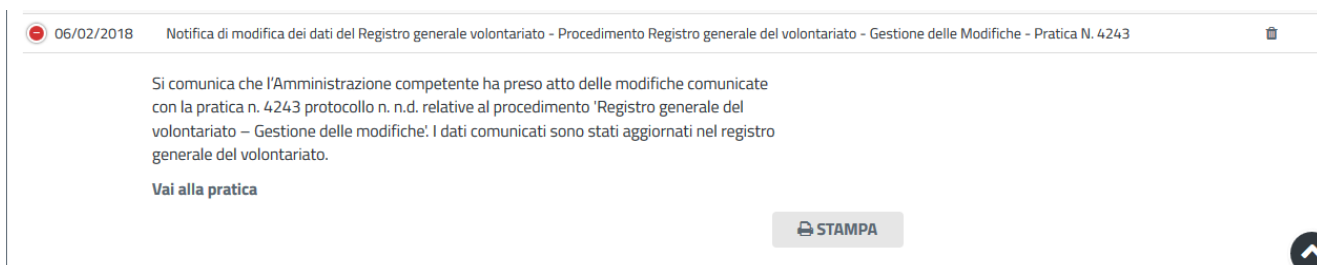 06/02/2018 Notifica di modifica dei dati del Registro generale volontariato - Procedimento Registro generale del volontariato - Gestione delle Modifiche - Pratica N. 4243
Si comunica che l'Amministrazione competente ha preso atto delle modifiche comunicate
con la pratica n. 4243 protocollo n. n.d. relative al procedimento 'Registro generale del
volontariato – Gestione delle modifiche'. I dati comunicati sono stati aggiornati nel registro
generale del volontariato.
Vai alla pratica
STAMPA